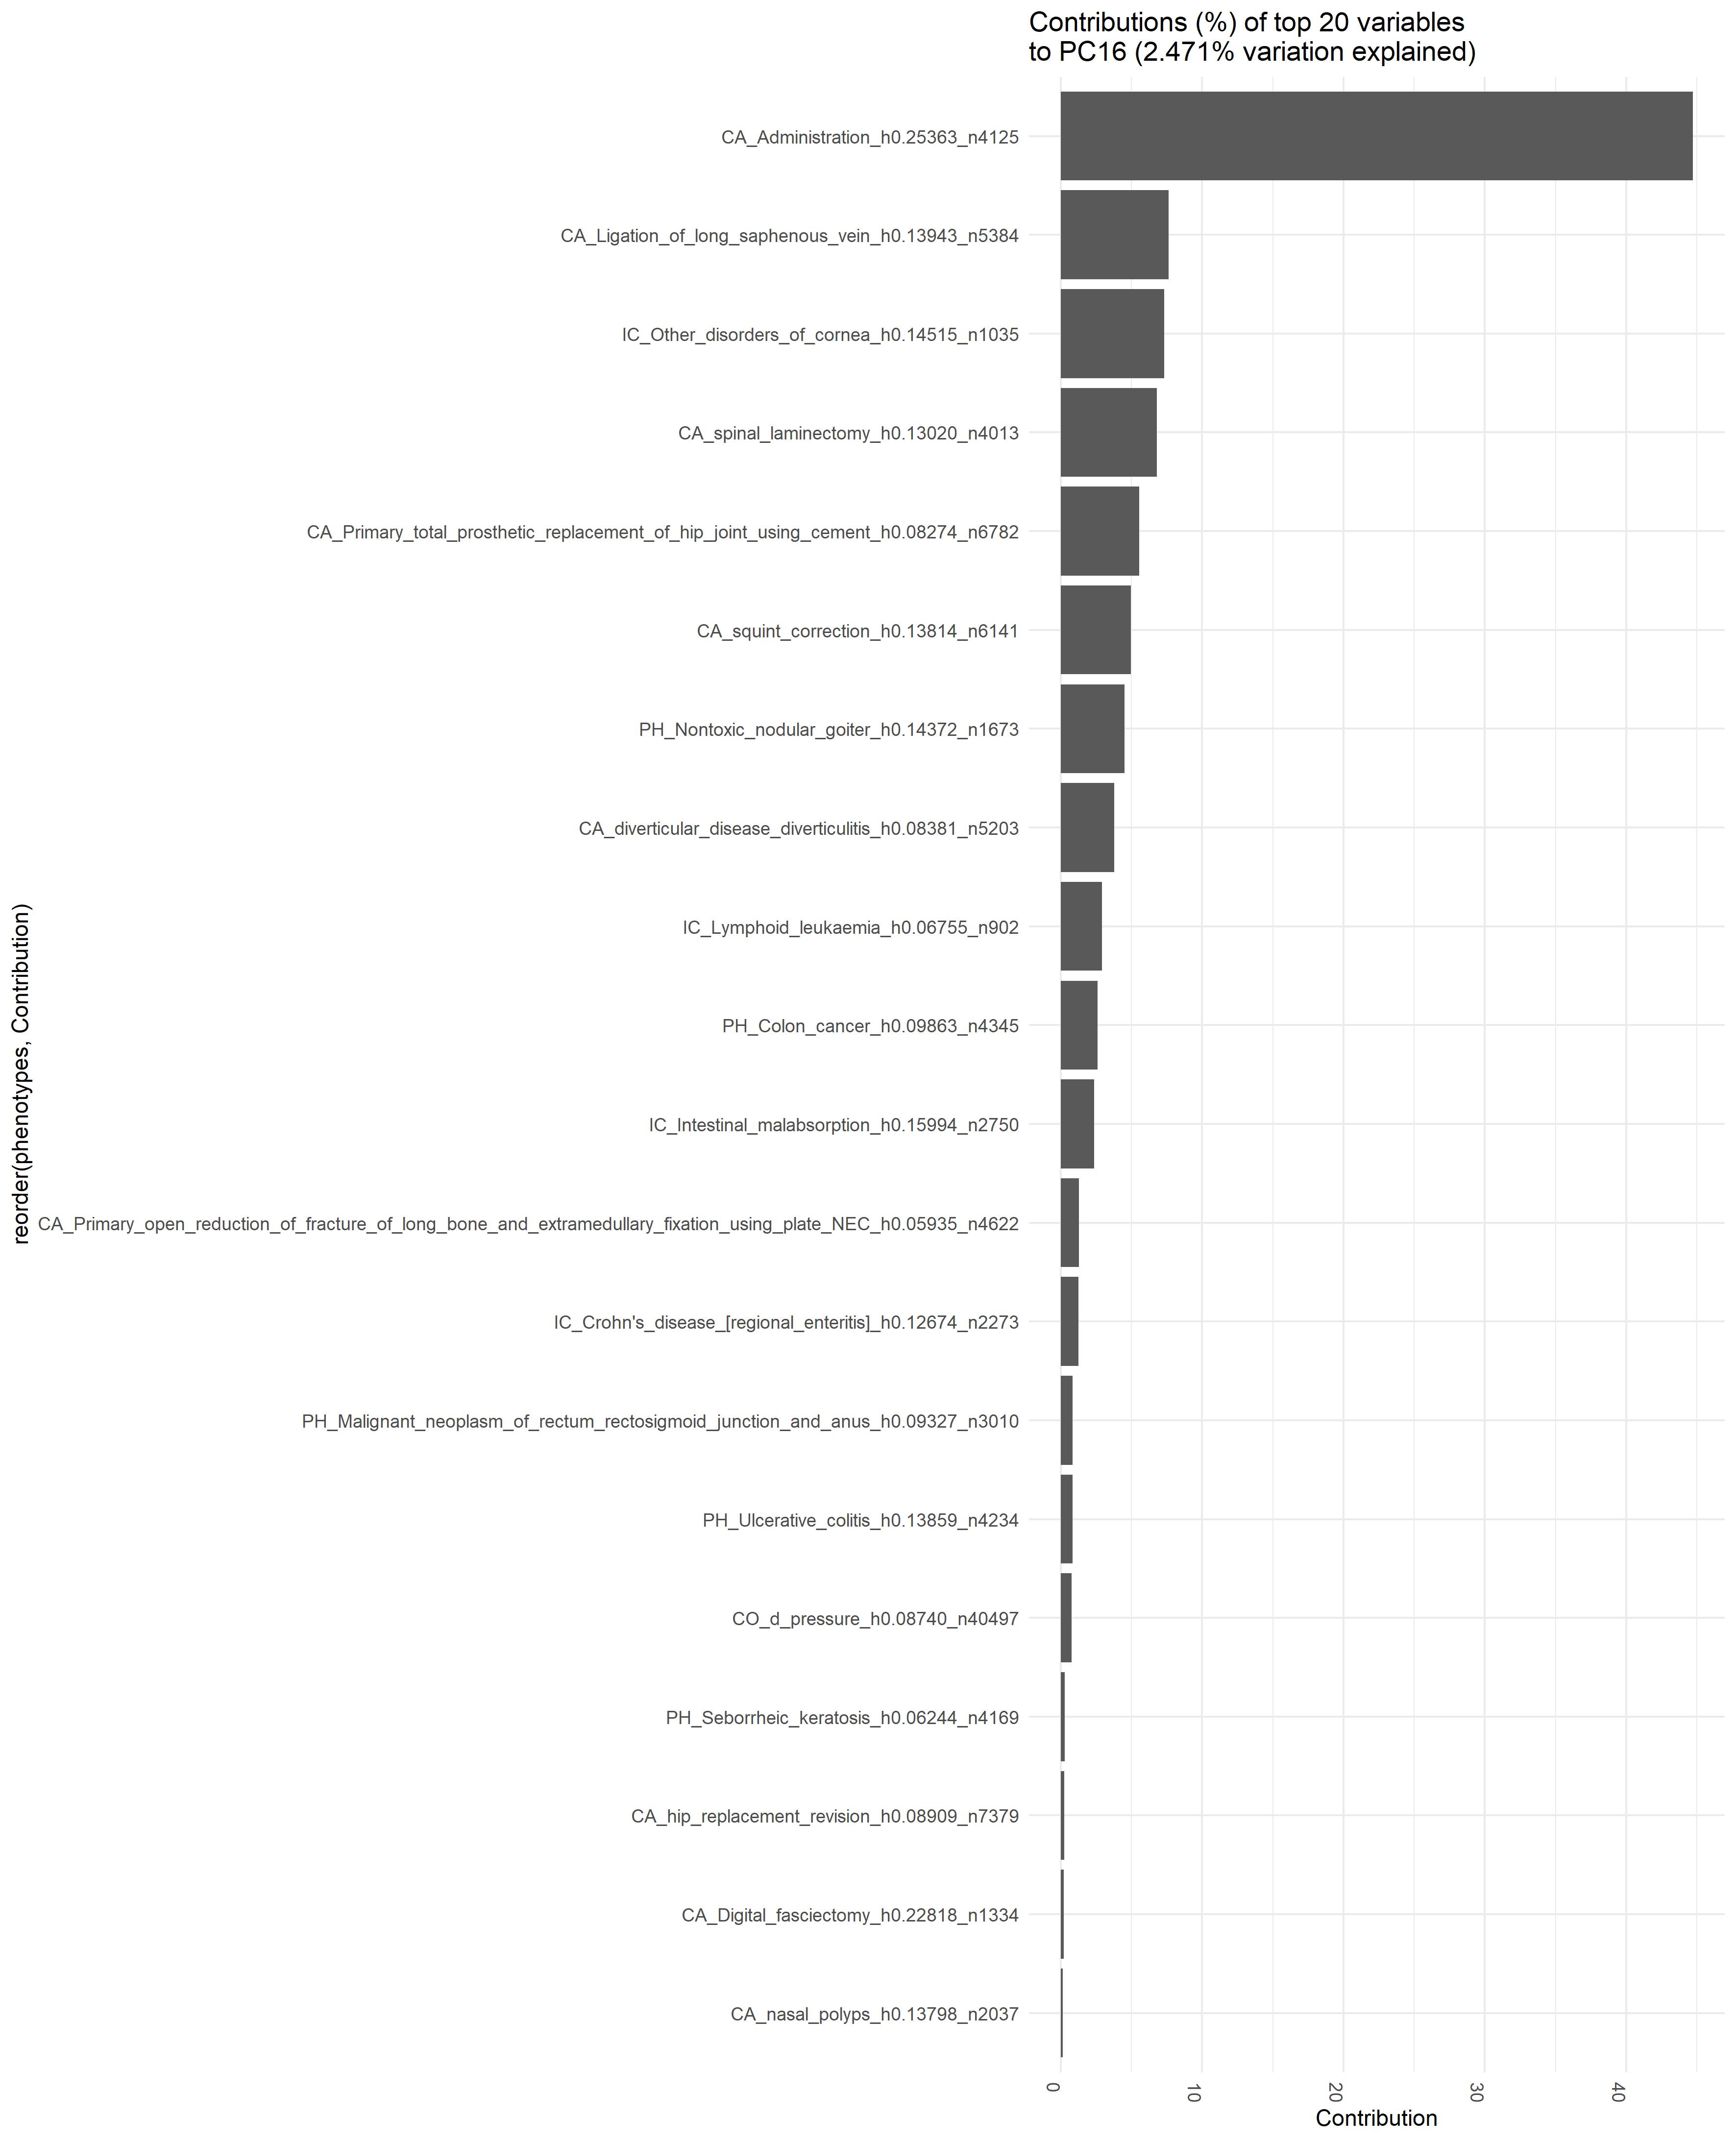 Contributions (%) of top 20 variables
to PC16 (2.471% variation explained)
CA_Administration_h0.25363_n4125
CA_Ligation_of_long_saphenous_vein_h0.13943_n5384
IC_Other_disorders_of_cornea_h0.14515_n1035
CA_spinal_laminectomy_h0.13020_n4013
CA_Primary_total_prosthetic_replacement_of_hip_joint_using_cement_h0.08274_n6782
CA_squint_correction_h0.13814_n6141
PH_Nontoxic_nodular_goiter_h0.14372_n1673
CA_diverticular_disease_diverticulitis_h0.08381_n5203
IC_Lymphoid_leukaemia_h0.06755_n902
PH_Colon_cancer_h0.09863_n4345
IC_Intestinal_malabsorption_h0.15994_n2750
CA_Primary_open_reduction_of_fracture_of_long_bone_and_extramedullary_fixation_using_plate_NEC_h0.05935_n4622
IC_Crohn's_disease_[regional_enteritis]_h0.12674_n2273
PH_Malignant_neoplasm_of_rectum_rectosigmoid_junction_and_anus_h0.09327_n3010
PH_Ulcerative_colitis_h0.13859_n4234
CO_d_pressure_h0.08740_n40497
PH_Seborrheic_keratosis_h0.06244_n4169
CA_hip_replacement_revision_h0.08909_n7379
CA_Digital_fasciectomy_h0.22818_n1334
CA_nasal_polyps_h0.13798_n2037
reorder(phenotypes, Contribution)
0
10
20
30
40
Contribution